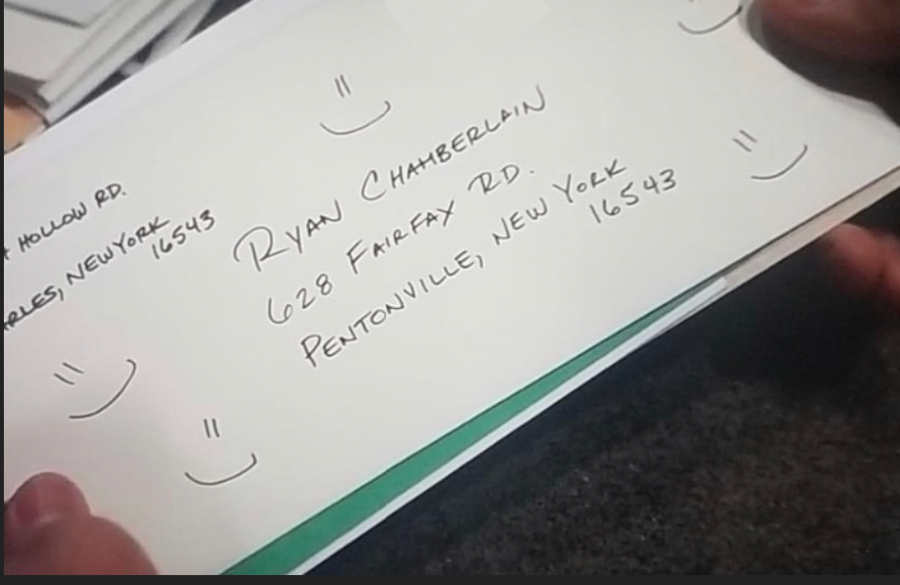 HOLLOW RD.
NEW YORK
16543
RYAN CHAMBERLAIN
628 FAIRFAX RD.
PENTONVILLE, NEW YORK
16543